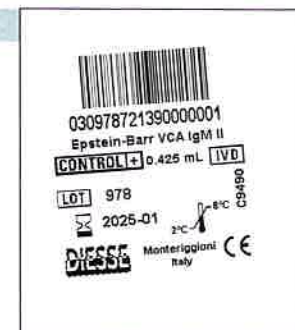 030978721390000001
Epstein-Barr VCA IgM II
CONTROL + 0.425 mL IVD
LOT 978
2025-01
2°C 8°C
C9490
DIESSE Monteriggioni Italy CE